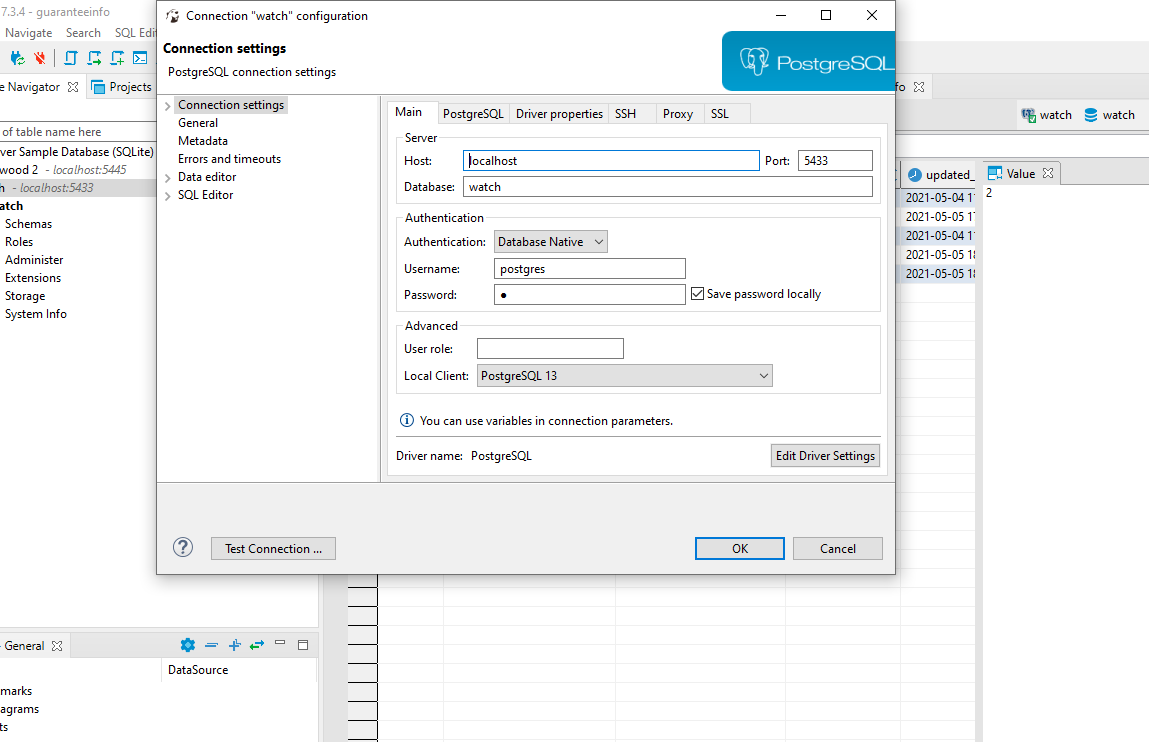 7.3.4 - guaranteeinfo
Navigate Search SQL Edit
e Navigator Projects
of table name here
ver Sample Database (SQLite)
wood 2 - localhost:5445
h - localhost:5433
atch
Schemas
Roles
Administer
Extensions
Storage
System Info
Connection "watch" configuration
Connection settings
PostgreSQL connection settings
PostgreSQL
Connection settings
General
Metadata
Errors and timeouts
Data editor
SQL Editor
Main PostgreSQL Driver properties SSH Proxy SSL
Server
Host: localhost Port: 5433
Database: watch
Authentication
Authentication: Database Native
Username: postgres
Password: ●
Save password locally
Advanced
User role:
Local Client: PostgreSQL 13
You can use variables in connection parameters.
Driver name: PostgreSQL Edit Driver Settings
? Test Connection ... OK Cancel
fo
watch watch
updated_ Value
2021-05-04 1 2
2021-05-05 17
2021-05-04 1
2021-05-05 18
2021-05-05 18
General
DataSource
marks
agrams
ts